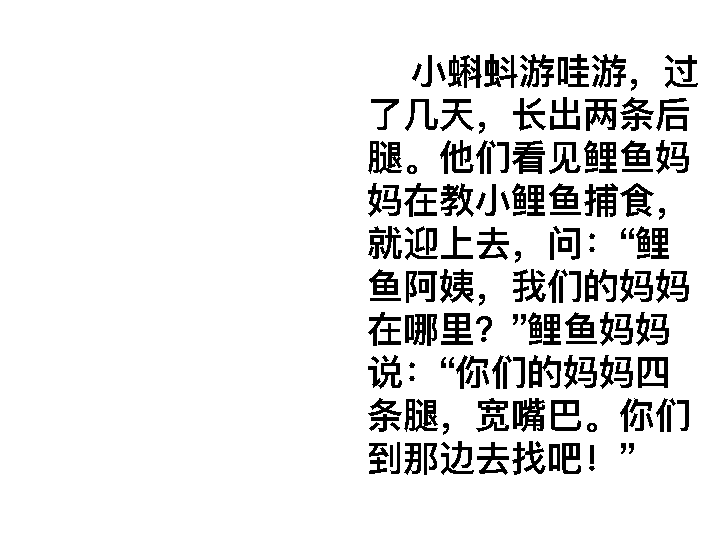 小蝌蚪游哇游，过
了几天，长出两条后
腿。他们看见鲤鱼妈
妈在教小鲤鱼捕食，
就迎上去，问：“鲤
鱼阿姨，我们的妈妈
在哪里？”鲤鱼妈妈
说：“你们的妈妈四
条腿，宽嘴巴。你们
到那边去找吧！”